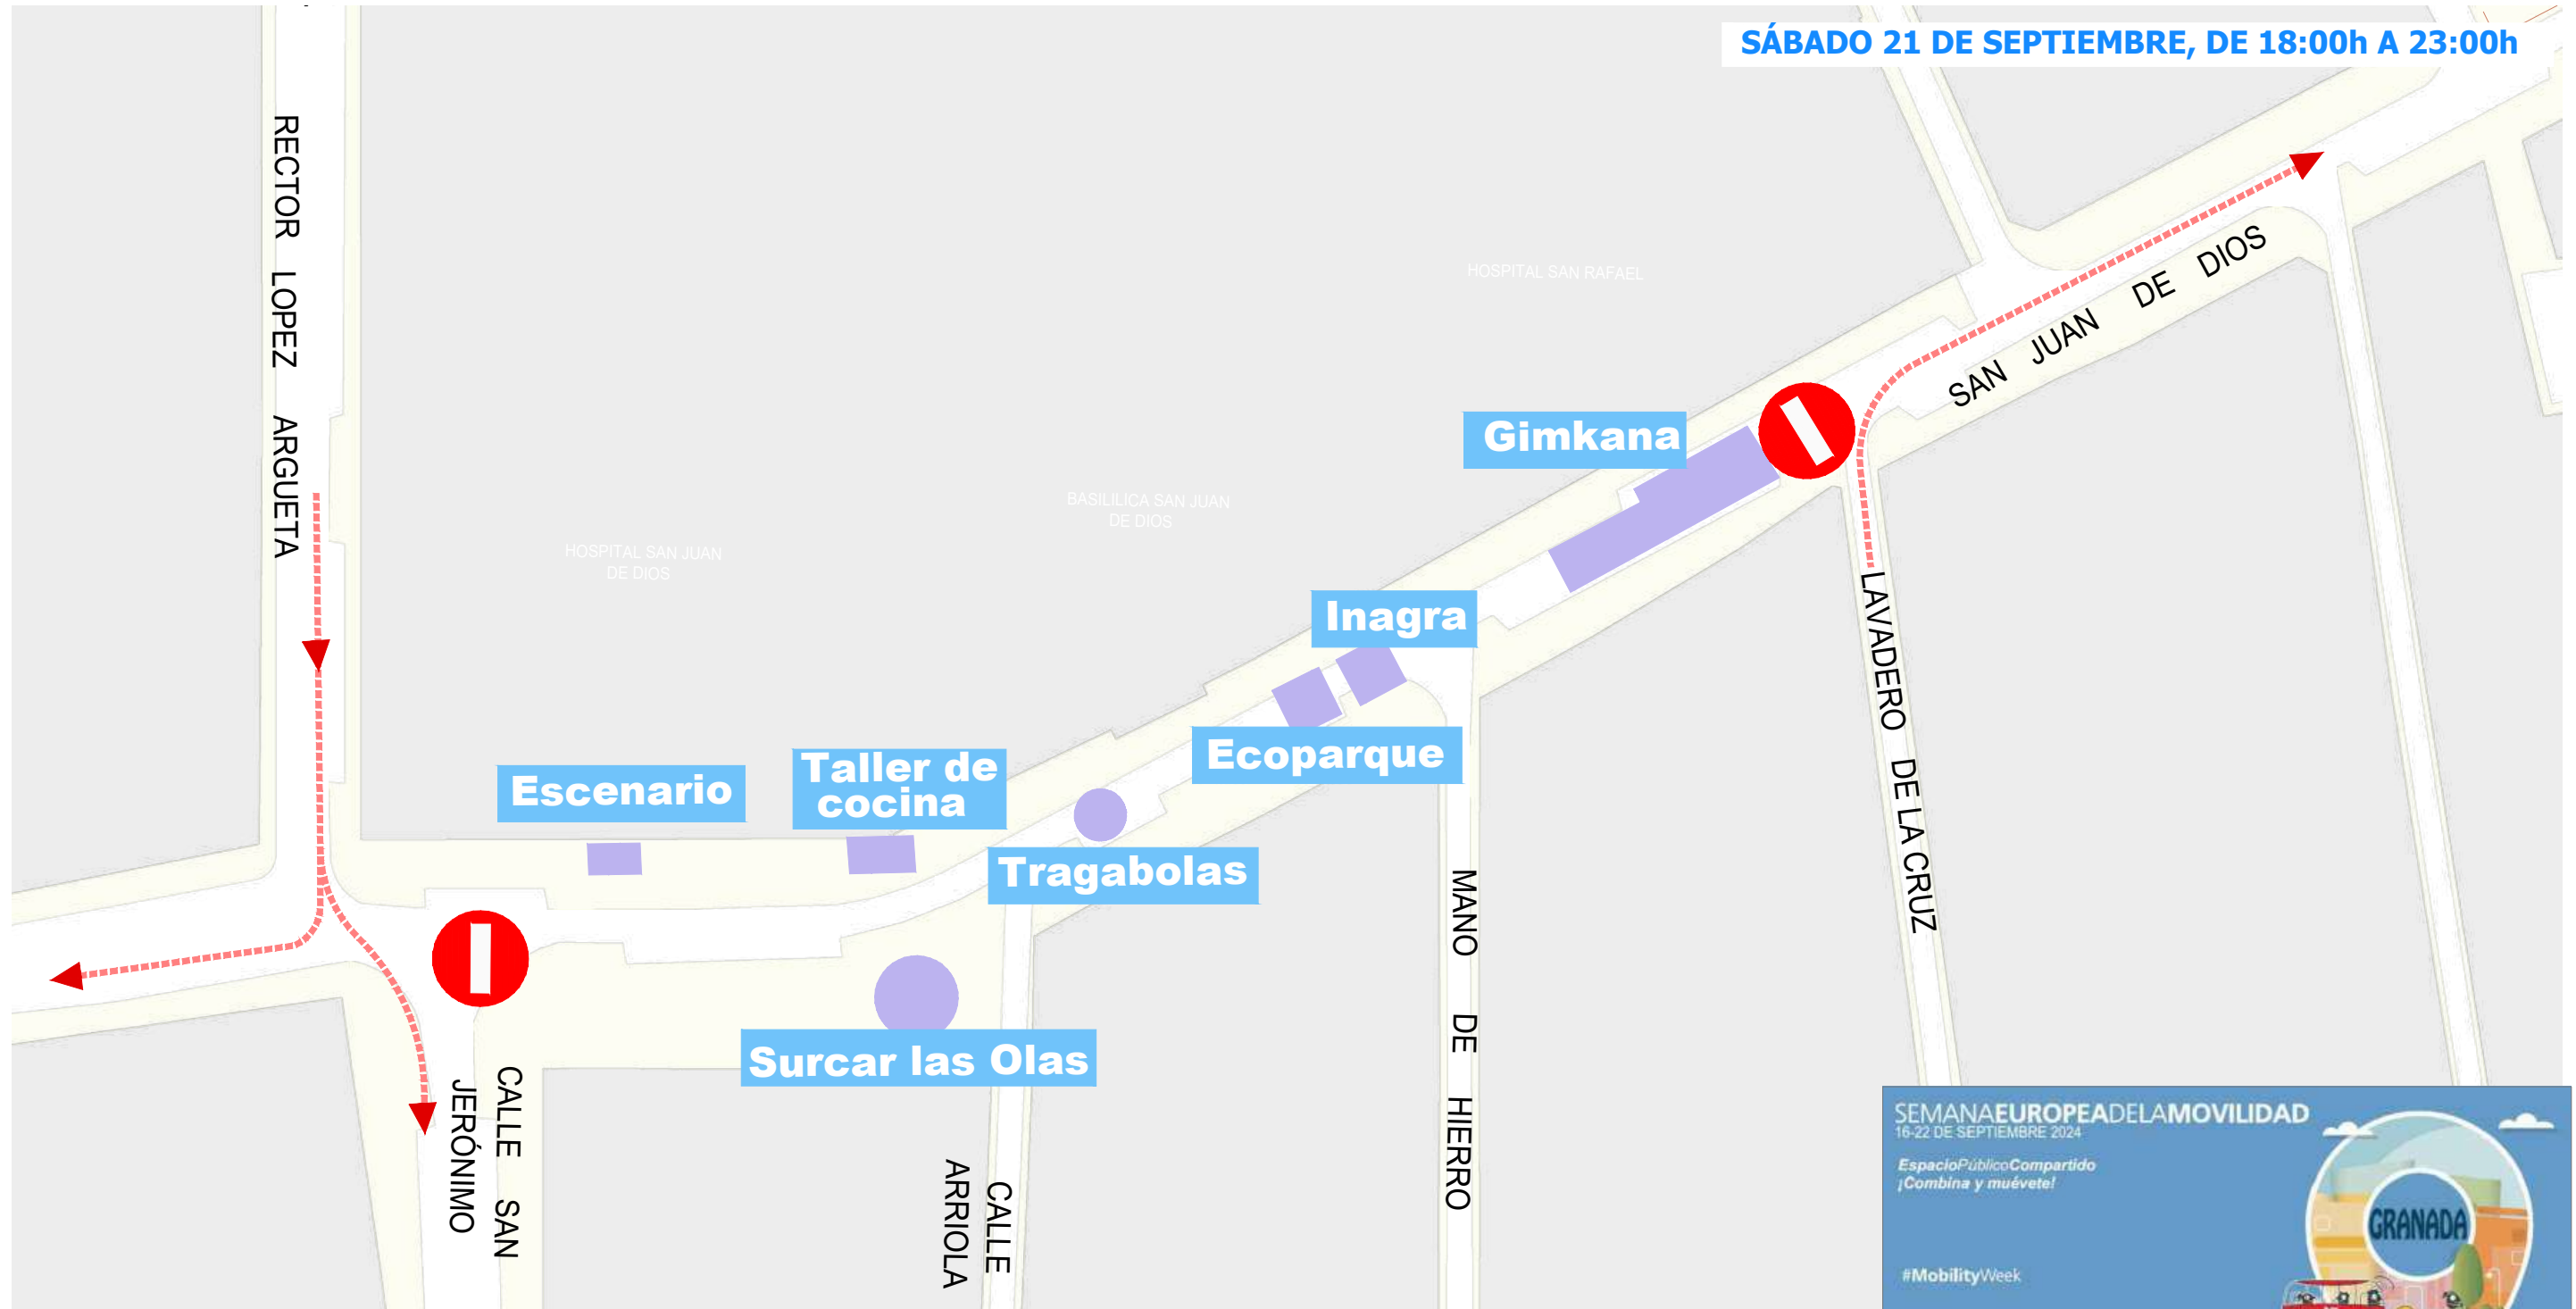 SÁBADO 21 DE SEPTIEMBRE, DE 18:00h A 23:00h
RECTOR LOPEZ ARGUETA
HOSPITAL SAN RAFAEL
SAN JUAN DE DIOS
Gimkana
BASILILICA SAN JUAN
DE DIOS
HOSPITAL SAN JUAN
DE DIOS
Inagra
LAVADERO DE LA CRUZ
Ecoparque
Taller de
cocina
Escenario
Tragabolas
MANO DE HIERRO
Surcar las Olas
CALLE SAN
JERÓNIMO
CALLE
ARRIOLA
SEMANAEUROPEADELAMOVILIDAD
16-22 DE SEPTIEMBRE 2024
EspacioPúblicoCompartido
¡Combina y muévete!
GRANADA
#MobilityWeek